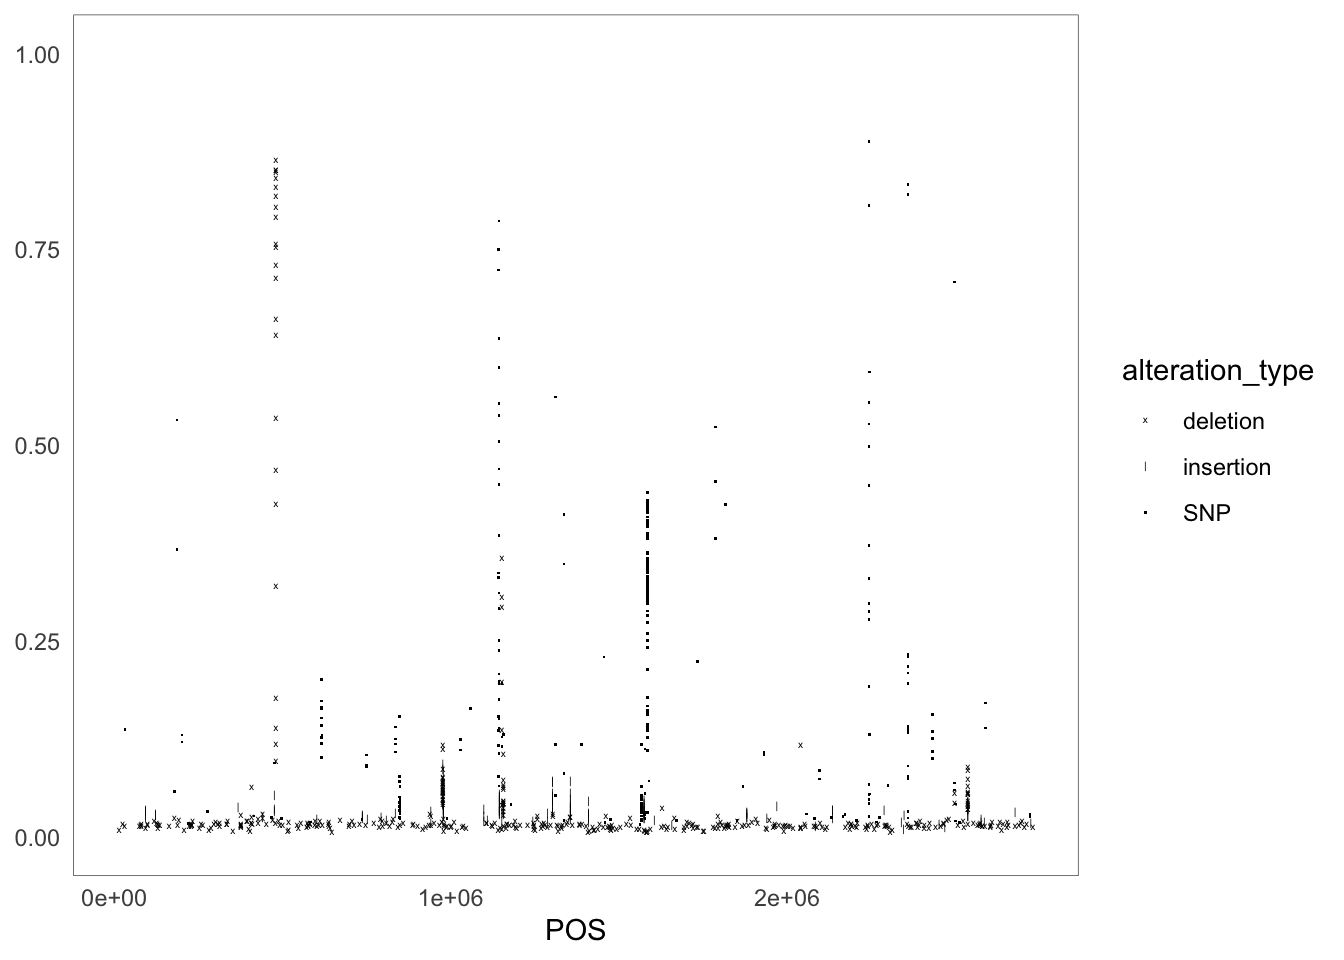 1.00
0.75
0.50
0.25
0.00
0e+00
1e+06
2e+06
POS
alteration_type
deletion
insertion
SNP